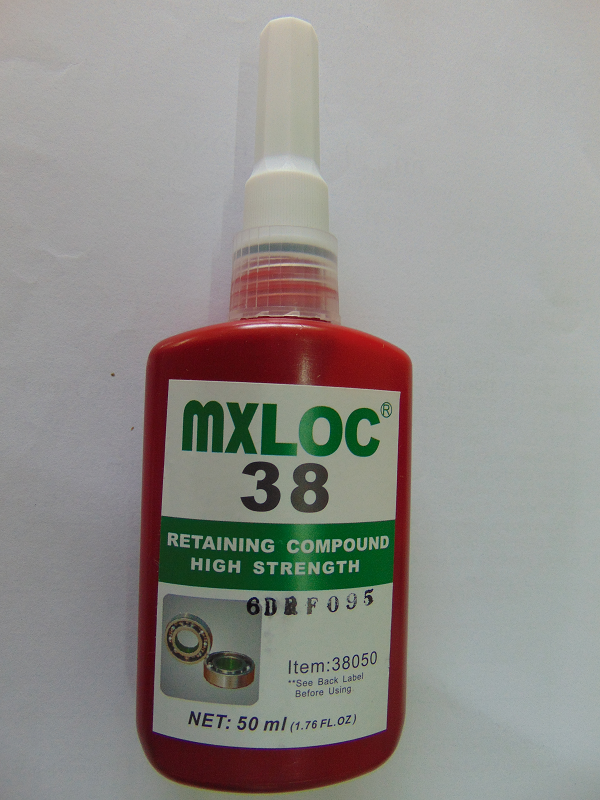 MXLOC®
38
RETAINING COMPOUND
HIGH STRENGTH
6DRF095
Item:38050
**See Back Label
Before Using.
NET: 50 ml (1.76 FL.OZ)